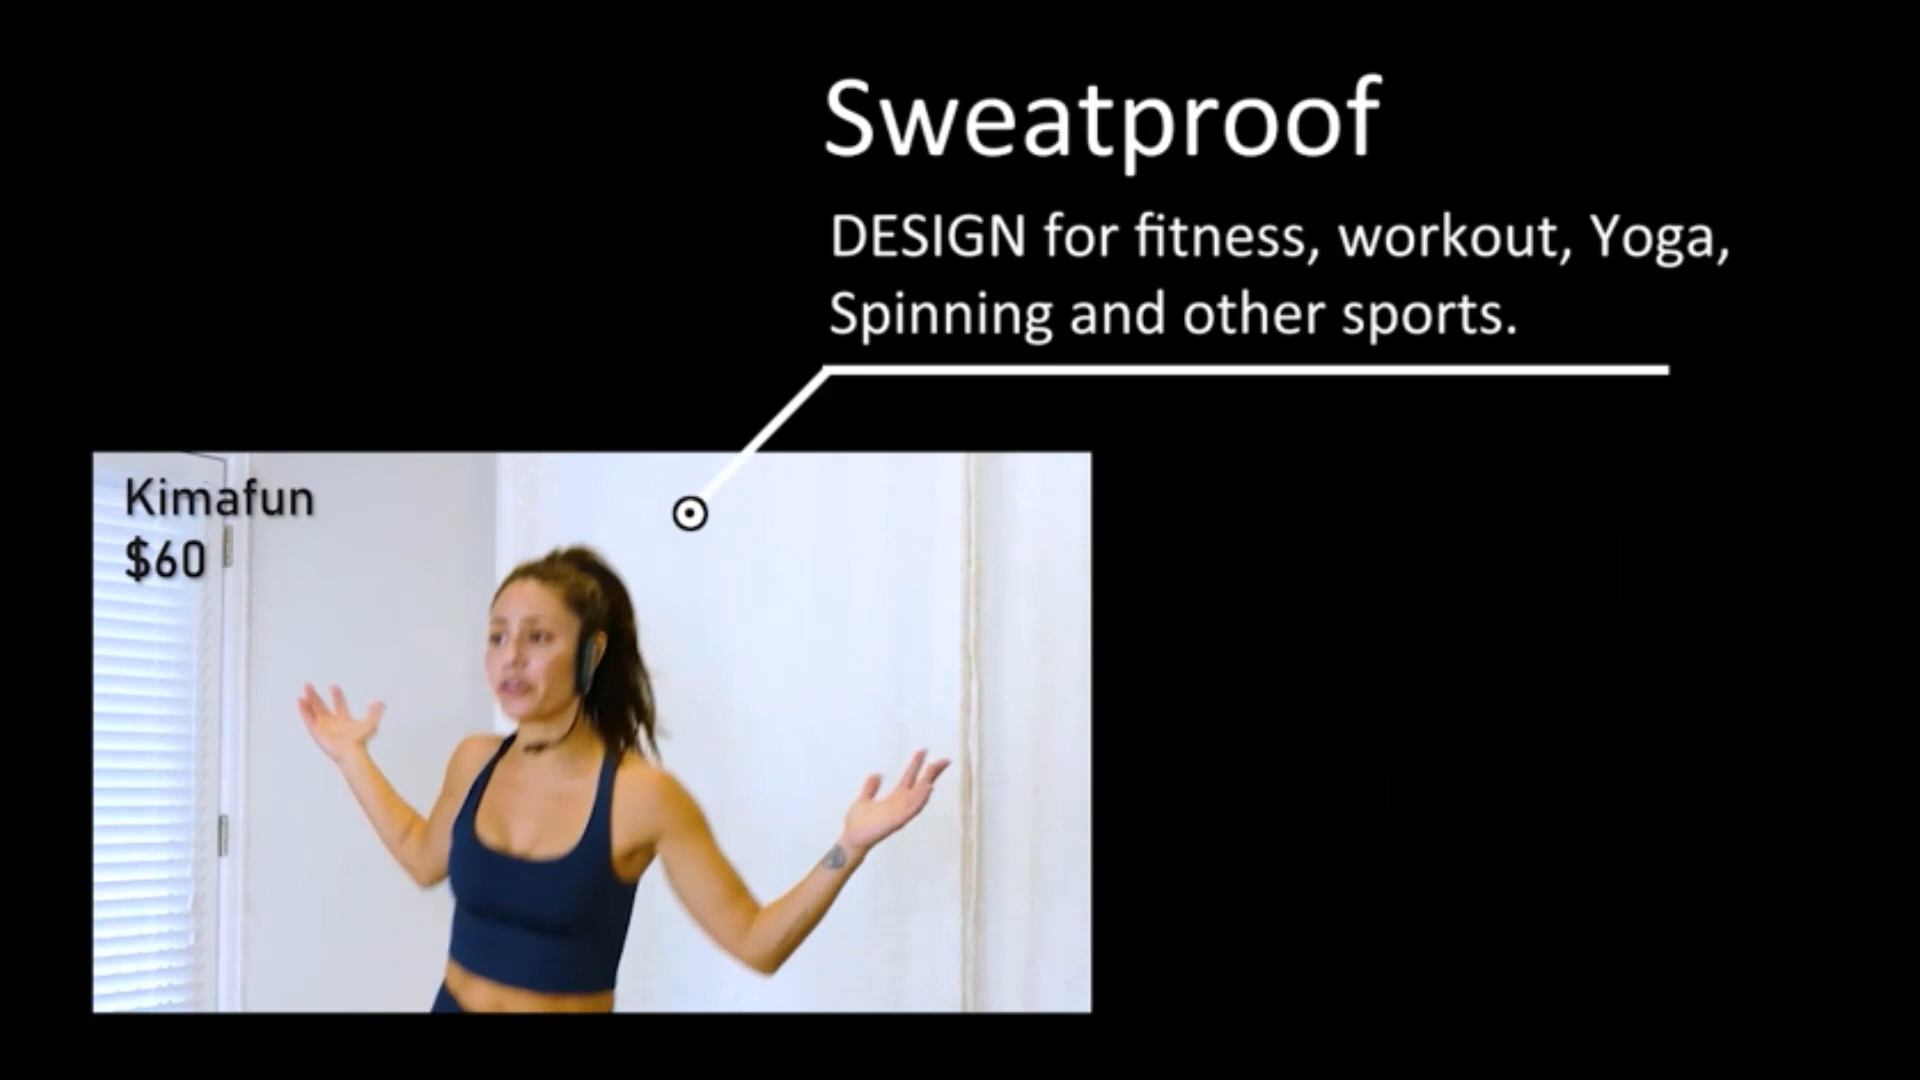 Sweatproof
DESIGN for fitness, workout, Yoga,
Spinning and other sports.
Kimafun
$60